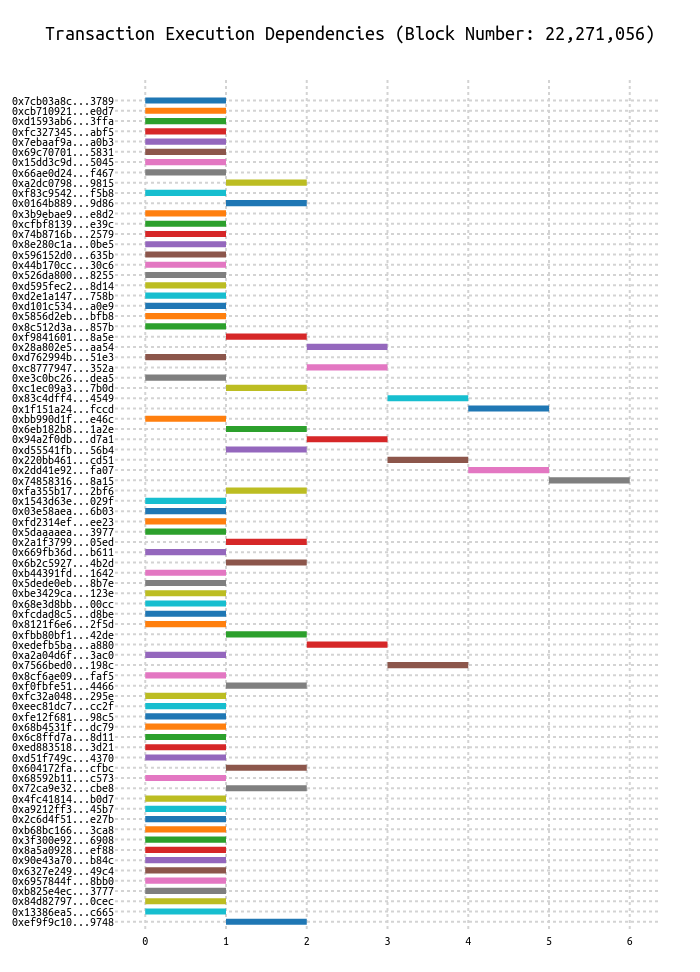 Transaction Execution Dependencies (Block Number: 22,271,056)
0x7cb03a8c...3789
0xcb710921...e0d7
0xd1593ab6...3ffa
0xfc327345...abf5
0x7ebaaf9a...a0b3
0x69c70701...5831
0x15dd3c9d...5045
0x66ae0d24...f467
0xa2dc0798...9815
0xf83c9542...f5b8
0x0164b889...9d86
0x3b9ebae9...e8d2
0xcfbf8139...e39c
0x74b8716b...2579
0x8e280c1a...0be5
0x596152d0...635b
0x44b170cc...30c6
0x526da800...8255
0xd595fec2...8d14
0xd2e1a147...758b
0xd101c534...a0e9
0x5856d2eb...bfb8
0x8c512d3a...857b
0xf9841601...8a5e
0x28a802e5...aa54
0xd762994b...51e3
0xc8777947...352a
0xe3c0bc26...dea5
0xc1ec09a3...7b0d
0x83c4dff4...4549
0x1f151a24...fccd
0xbb990d1f...e46c
0x6eb182b8...1a2e
0x94a2f0db...d7a1
0xd55541fb...56b4
0x220bb461...cd51
0x2dd41e92...fa07
0x74858316...8a15
0xfa355b17...2bf6
0x1543d63e...029f
0x03e58aea...6b03
0xfd2314ef...ee23
0x5daaaaea...3977
0x2a1f3799...05ed
0x669fb36d...b611
0x6b2c5927...4b2d
0xb44391fd...1642
0x5dede0eb...8b7e
0xbe3429ca...123e
0x68e3d8bb...00cc
0xfcdad8c5...d8be
0x8121f6e6...2f5d
0xfbb80bf1...42de
0xedefb5ba...a880
0xa2a04d6f...3ac0
0x7566bed0...198c
0x8cf6ae09...faf5
0xf0fbfe51...4466
0xfc32a048...295e
0xeec81dc7...cc2f
0xfe12f681...98c5
0x68b4531f...dc79
0x6c8ffd7a...8d11
0xed883518...3d21
0xd51f749c...4370
0x604172fa...cfbc
0x68592b11...c573
0x72ca9e32...cbe8
0x4fc41814...b0d7
0xa9212ff3...45b7
0x2c6d4f51...e27b
0xb68bc166...3ca8
0x3f300e92...6908
0x8a5a0928...ef88
0x90e43a70...b84c
0x6327e249...49c4
0x6957844f...8bb0
0xb825e4ec...3777
0x84d82797...0cec
0x13386ea5...c665
0xef9f9c10...9748
0 1 2 3 4 5 6